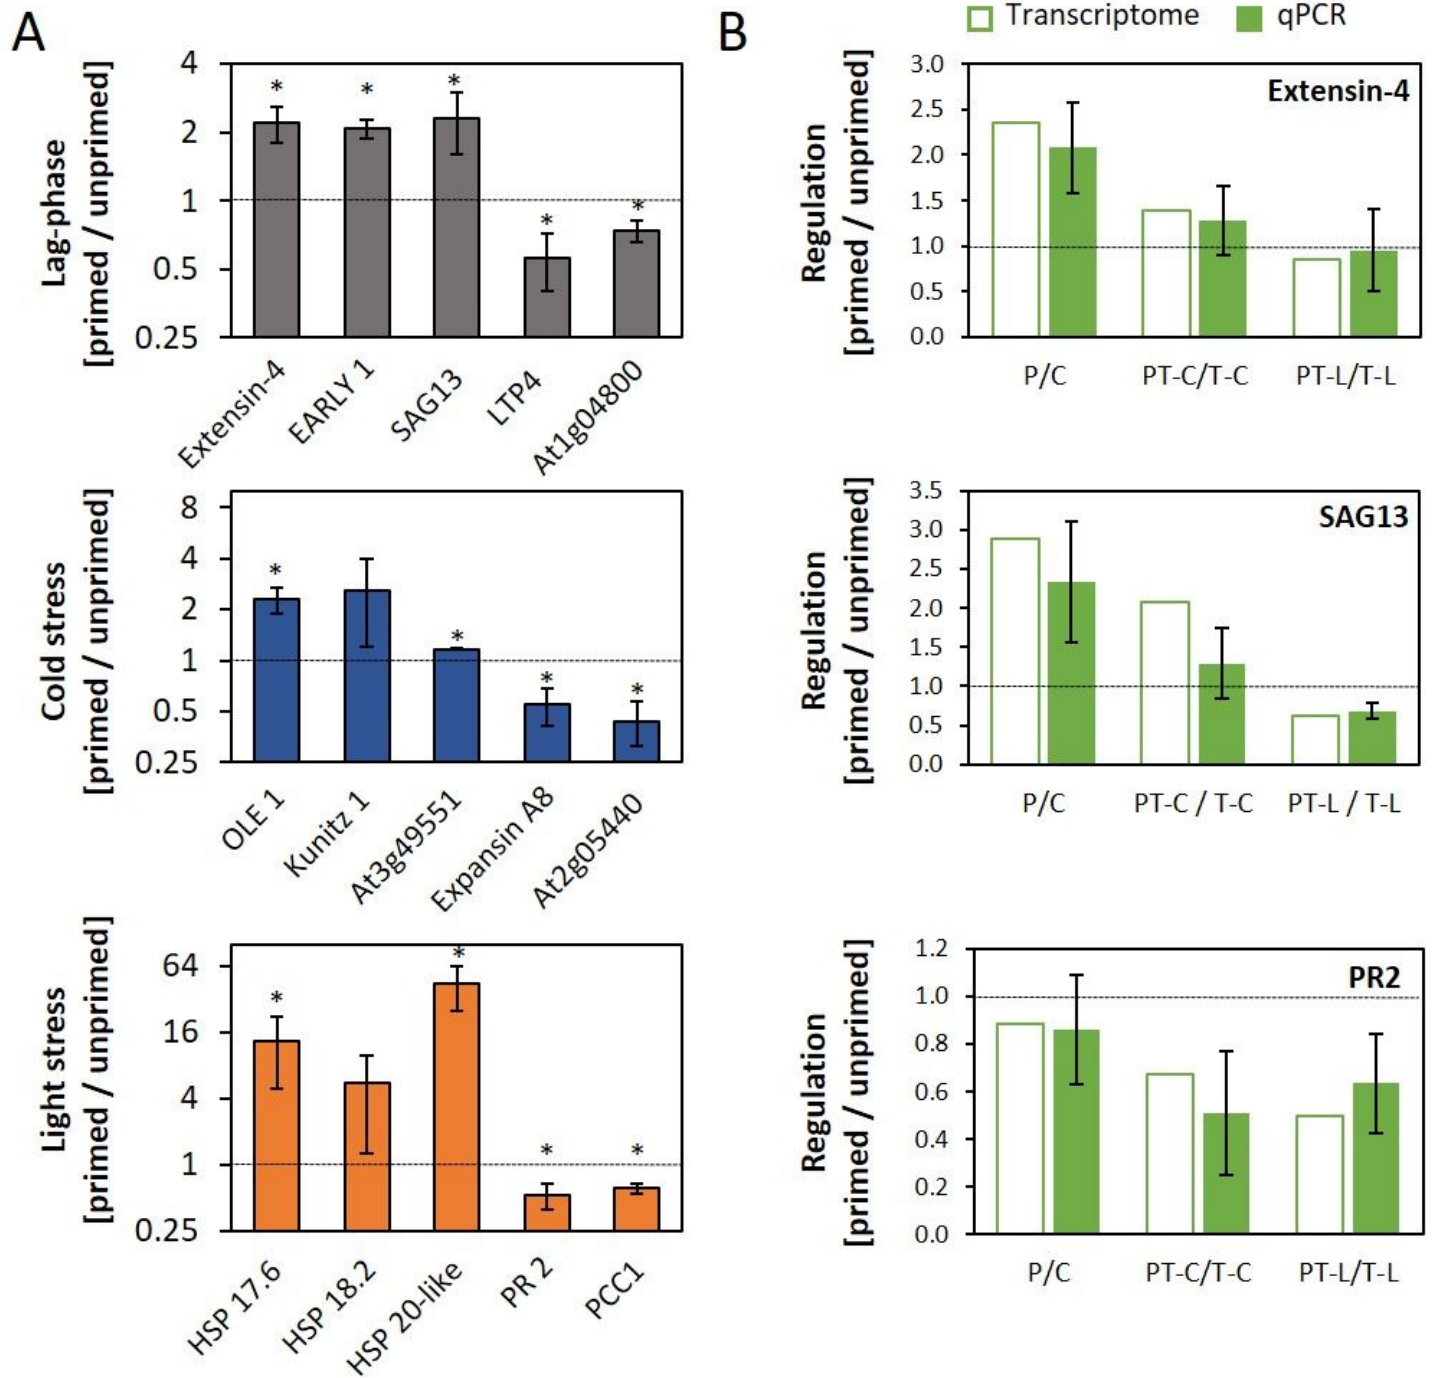 A
Lag-phase
[primed / unprimed]
4
2
1
0.5
0.25
* * * * *
Extensin-4 EARLY 1 SAG13 LTP4 At1g04800
Cold stress
[primed / unprimed]
8
4
2
1
0.5
0.25
* * * *
OLE 1 Kunitz 1 At3g49551 Expansin A8 At2g05440
Light stress
[primed / unprimed]
64
16
4
1
0.25
* * * *
HSP 17.6 HSP 18.2 HSP 20-like PR 2 PCC1
B
Transcriptome qPCR
Regulation
[primed / unprimed]
Extensin-4
3.0
2.5
2.0
1.5
1.0
0.5
0.0
P/C PT-C/T-C PT-L/T-L
Regulation
[primed / unprimed]
SAG13
3.5
3.0
2.5
2.0
1.5
1.0
0.5
0.0
P/C PT-C / T-C PT-L / T-L
Regulation
[primed / unprimed]
PR2
1.2
1.0
0.8
0.6
0.4
0.2
0.0
P/C PT-C/T-C PT-L/T-L